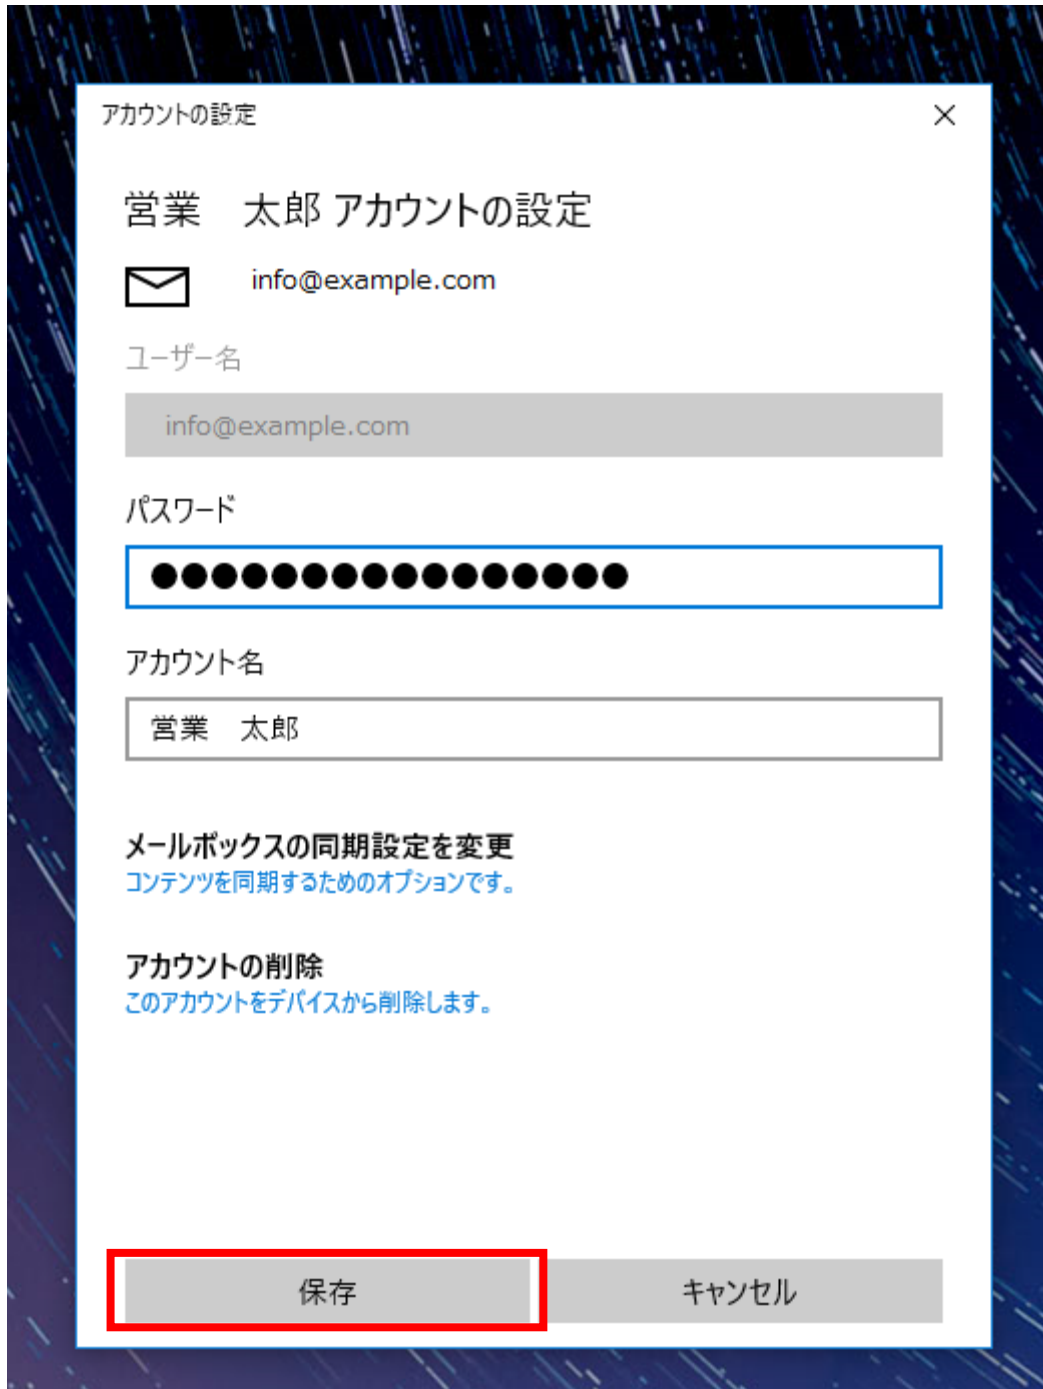 アカウントの設定
営業　太郎 アカウントの設定
info@example.com
ユーザー名
info@example.com
パスワード
●●●●●●●●●●●●●●●●
アカウント名
営業　太郎
メールボックスの同期設定を変更
コンテンツを同期するためのオプションです。
アカウントの削除
このアカウントをデバイスから削除します。
保存
キャンセル